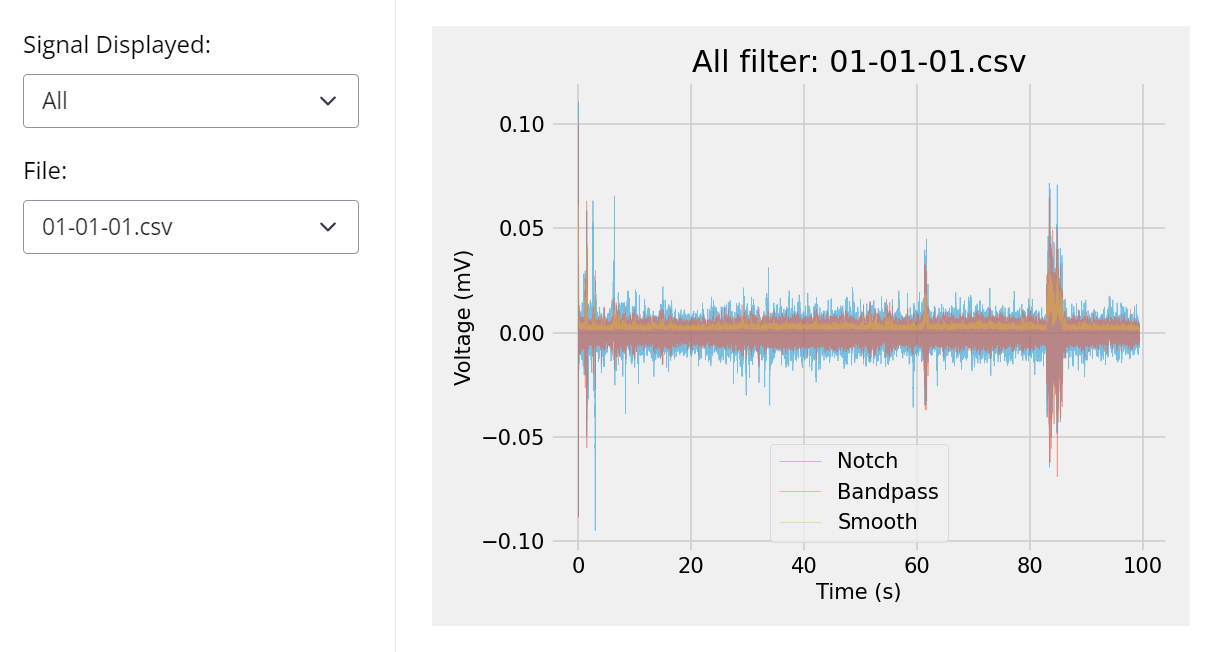 Signal Displayed:
All
File:
01-01-01.csv
All filter: 01-01-01.csv
Voltage (mV)
0.10
0.05
0.00
−0.05
−0.10
Notch
Bandpass
Smooth
0 20 40 60 80 100
Time (s)